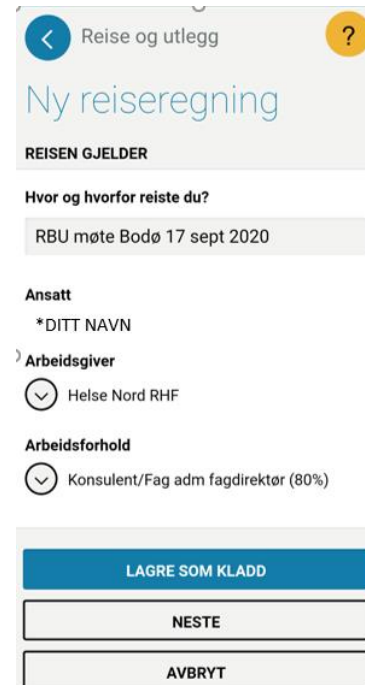 Reise og utlegg
?
Ny reiseregning
REISEN GJELDER
Hvor og hvorfor reiste du?
RBU møte Bodø 17 sept 2020
Ansatt
*DITT NAVN
Arbeidsgiver
Helse Nord RHF
Arbeidsforhold
Konsulent/Fag adm fagdirektør (80%)
LAGRE SOM KLADD
NESTE
AVBRYT